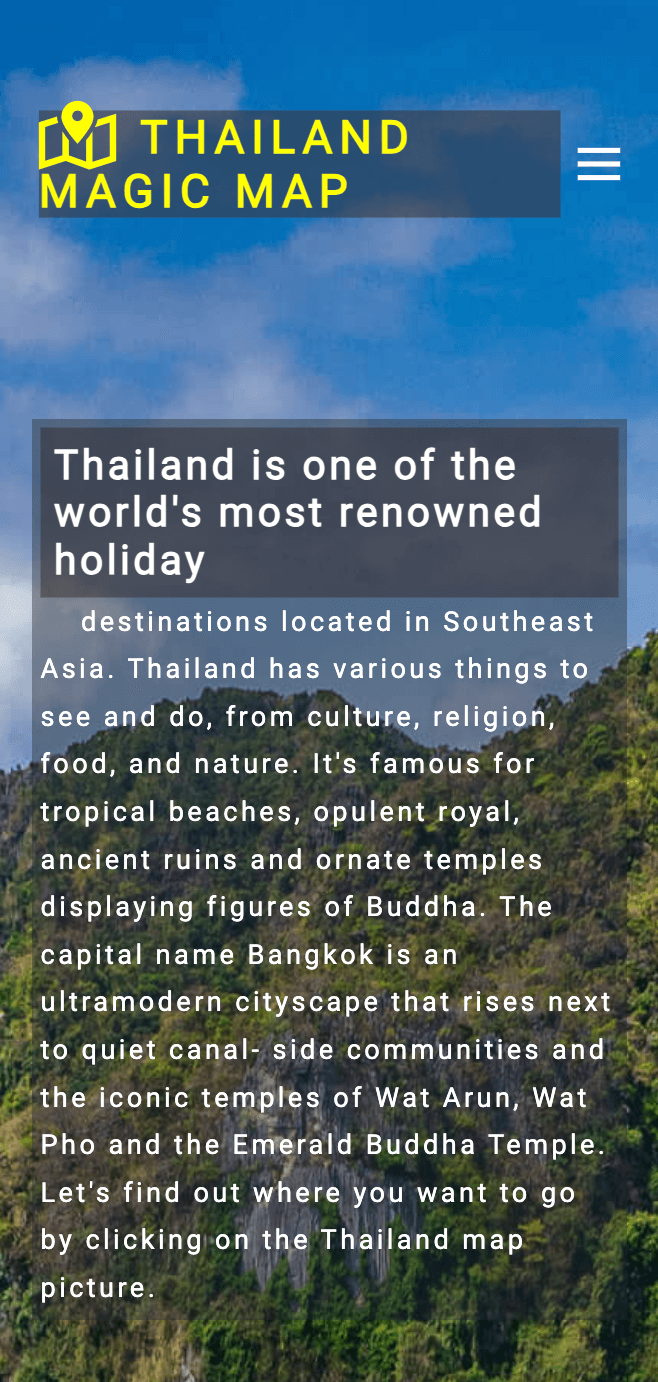 THAILAND
MAGIC MAP
Thailand is one of the
world's most renowned
holiday
destinations located in Southeast
Asia. Thailand has various things to
see and do, from culture, religion,
food, and nature. It's famous for
tropical beaches, opulent royal,
ancient ruins and ornate temples
displaying figures of Buddha. The
capital name Bangkok is an
ultramodern cityscape that rises next
to quiet canal- side communities and
the iconic temples of Wat Arun, Wat
Pho and the Emerald Buddha Temple.
Let's find out where you want to go
by clicking on the Thailand map
picture.